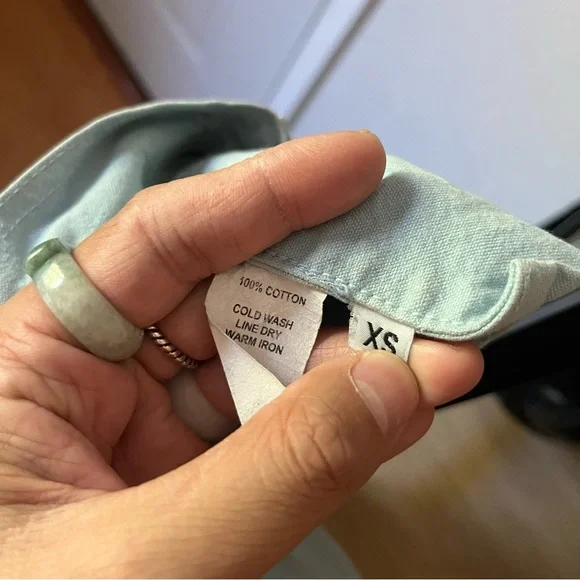 100% COTTON
COLD WASH
LINE DRY
WARM IRON
XS